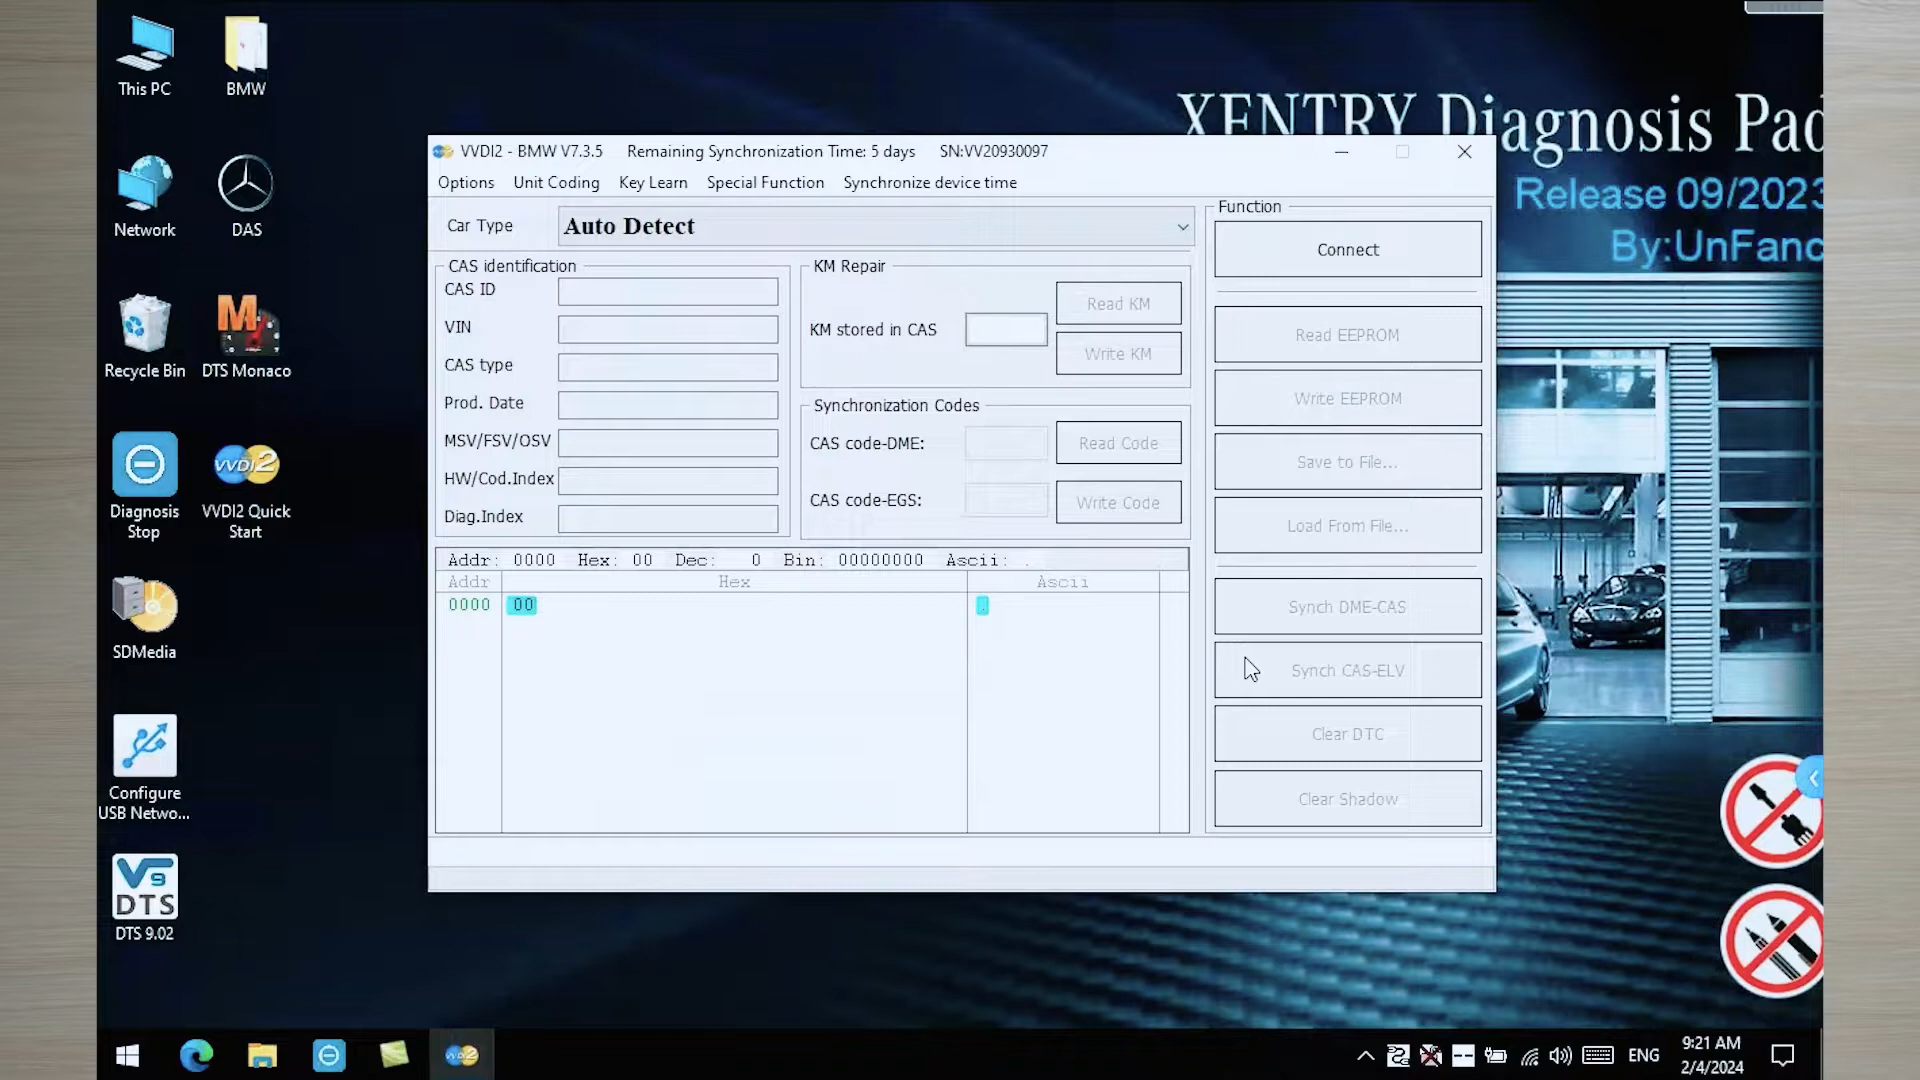 This PC
BMW
Network
DAS
Recycle Bin
DTS Monaco
Diagnosis
Stop
VVDI2
VVDI2 Quick
Start
SDMedia
Configure
USB Netwo...
V9
DTS
DTS 9.02
XENTRY Diagnosis Pad
Release 09/2023
By:UnFanc
VVDI2 - BMW V7.3.5 Remaining Synchronization Time: 5 days SN:VV20930097
Options Unit Coding Key Learn Special Function Synchronize device time
Car Type Auto Detect
CAS identification
CAS ID
VIN
CAS type
Prod. Date
MSV/FSV/OSV
HW/Cod.Index
Diag.Index
KM Repair
KM stored in CAS
Read KM
Write KM
Synchronization Codes
CAS code-DME: Read Code
CAS code-EGS: Write Code
Addr: 0000 Hex: 00 Dec: 0 Bin: 00000000 Ascii: .
Addr Hex Ascii
0000 00 .
Function
Connect
Read EEPROM
Write EEPROM
Save to File...
Load From File...
Synch DME-CAS
Synch CAS-ELV
Clear DTC
Clear Shadow
VVDI2
ENG
9:21 AM
2/4/2024